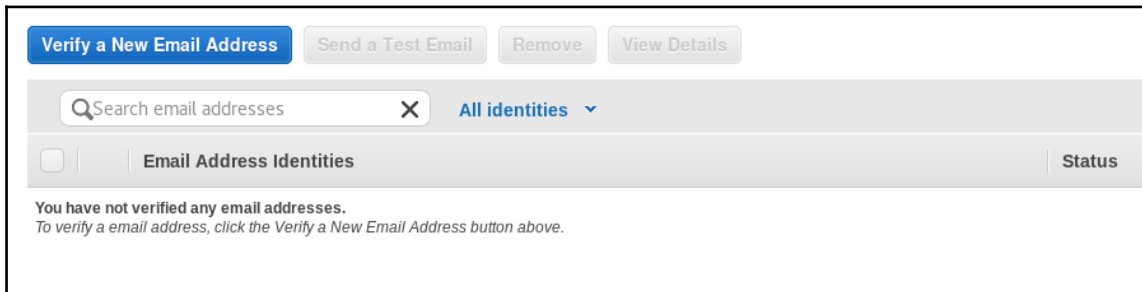 Verify a New Email Address Send a Test Email Remove View Details
Search email addresses All identities
Email Address Identities Status
You have not verified any email addresses.
To verify a email address, click the Verify a New Email Address button above.